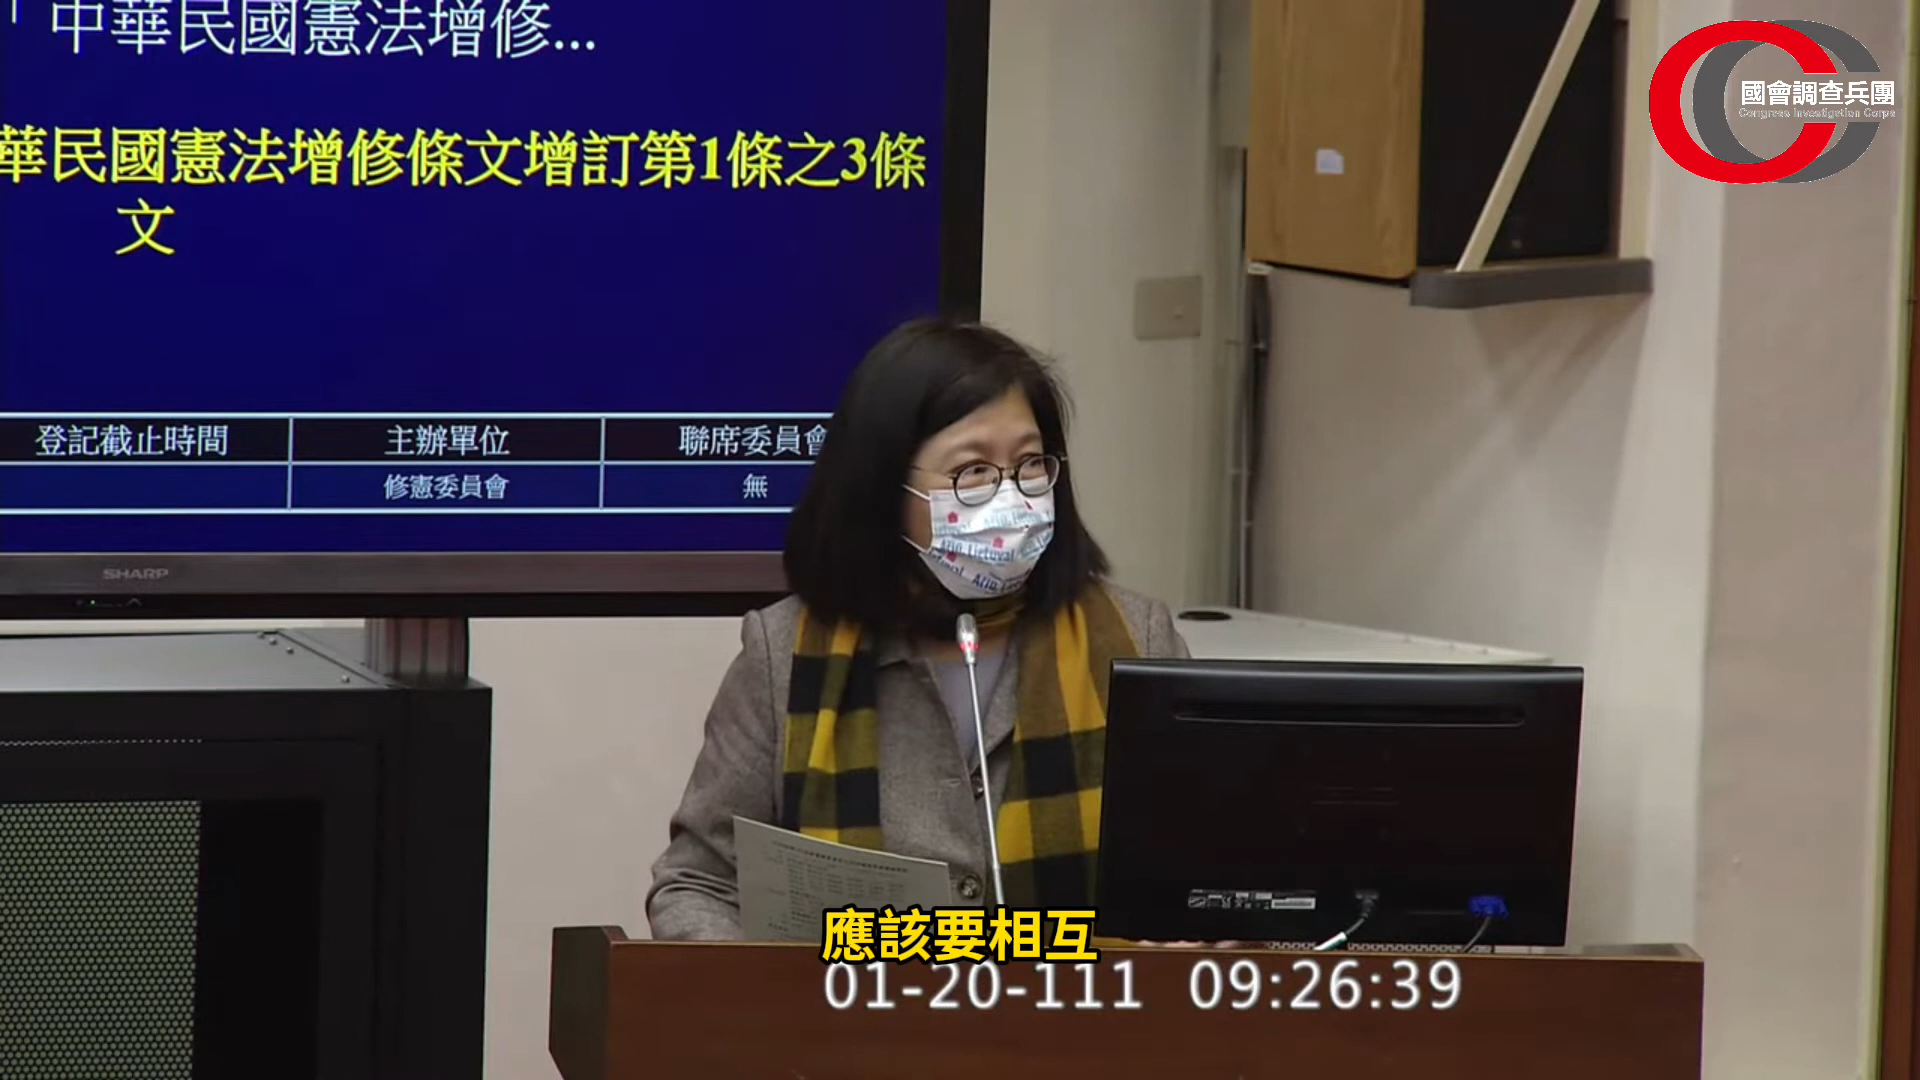 「中華民國憲法增修...
華民國憲法增修條文增訂第1條之3條
文
登記截止時間
主辦單位
聯席委員會
修憲委員會
無
SHARP
國會調查兵團
Congress Investigation Corps
應該要相互
01-20-111 09:26:39